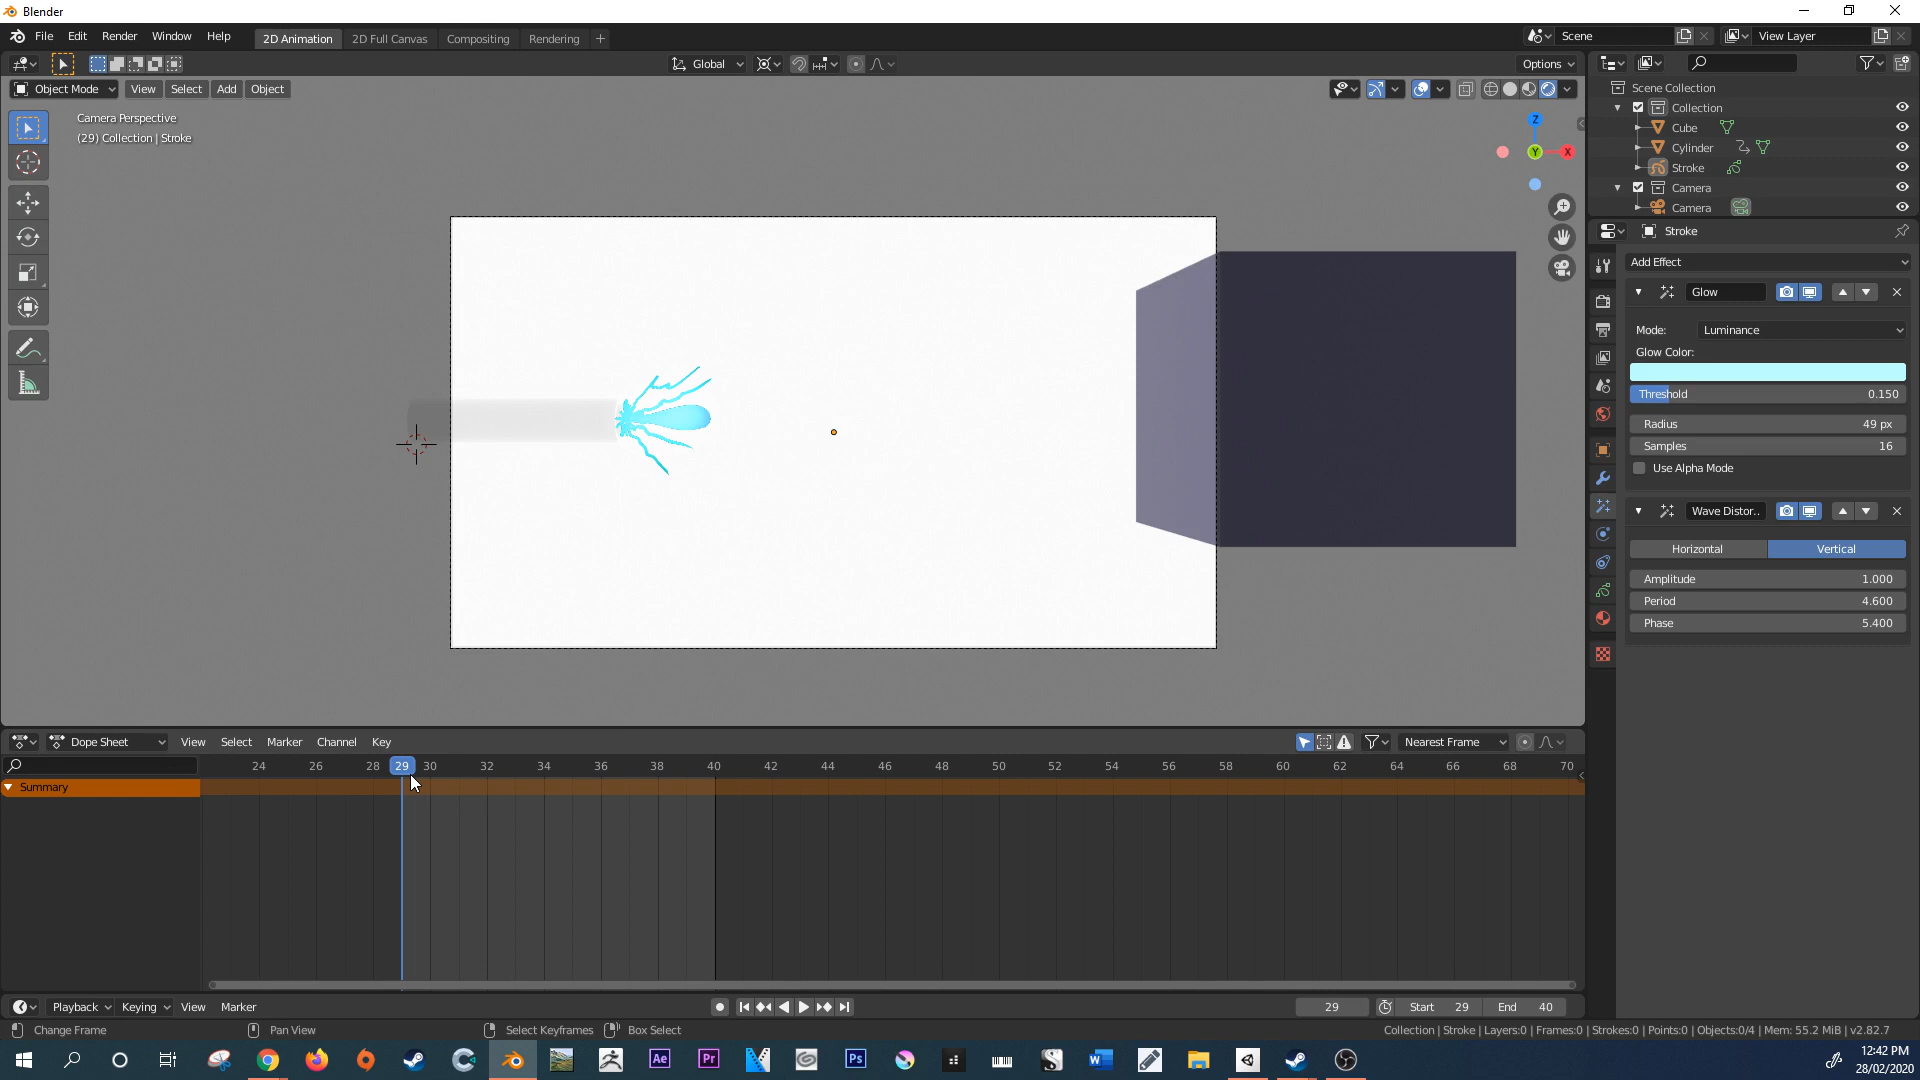 Blender
File Edit Render Window Help 2D Animation 2D Full Canvas Compositing Rendering + Scene View Layer
Global Options
Object Mode View Select Add Object
Camera Perspective
(29) Collection | Stroke
Z
Y
X
Scene Collection
Collection
Cube
Cylinder
Stroke
Camera
Camera
Stroke
Add Effect
Glow
Mode: Luminance
Glow Color:
Threshold 0.150
Radius 49 px
Samples 16
Use Alpha Mode
Wave Distor..
Horizontal Vertical
Amplitude 1.000
Period 4.600
Phase 5.400
Dope Sheet View Select Marker Channel Key Nearest Frame
24 26 28 29 30 32 34 36 38 40 42 44 46 48 50 52 54 56 58 60 62 64 66 68 70
Summary
Playback Keying View Marker 29 Start 29 End 40
Change Frame Pan View Select Keyframes Box Select Collection | Stroke | Layers:0 | Frames:0 | Strokes:0 | Points:0 | Objects:0/4 | Mem: 55.2 MiB | v2.82.7
Ae Pr Ps
12:42 PM
28/02/2020